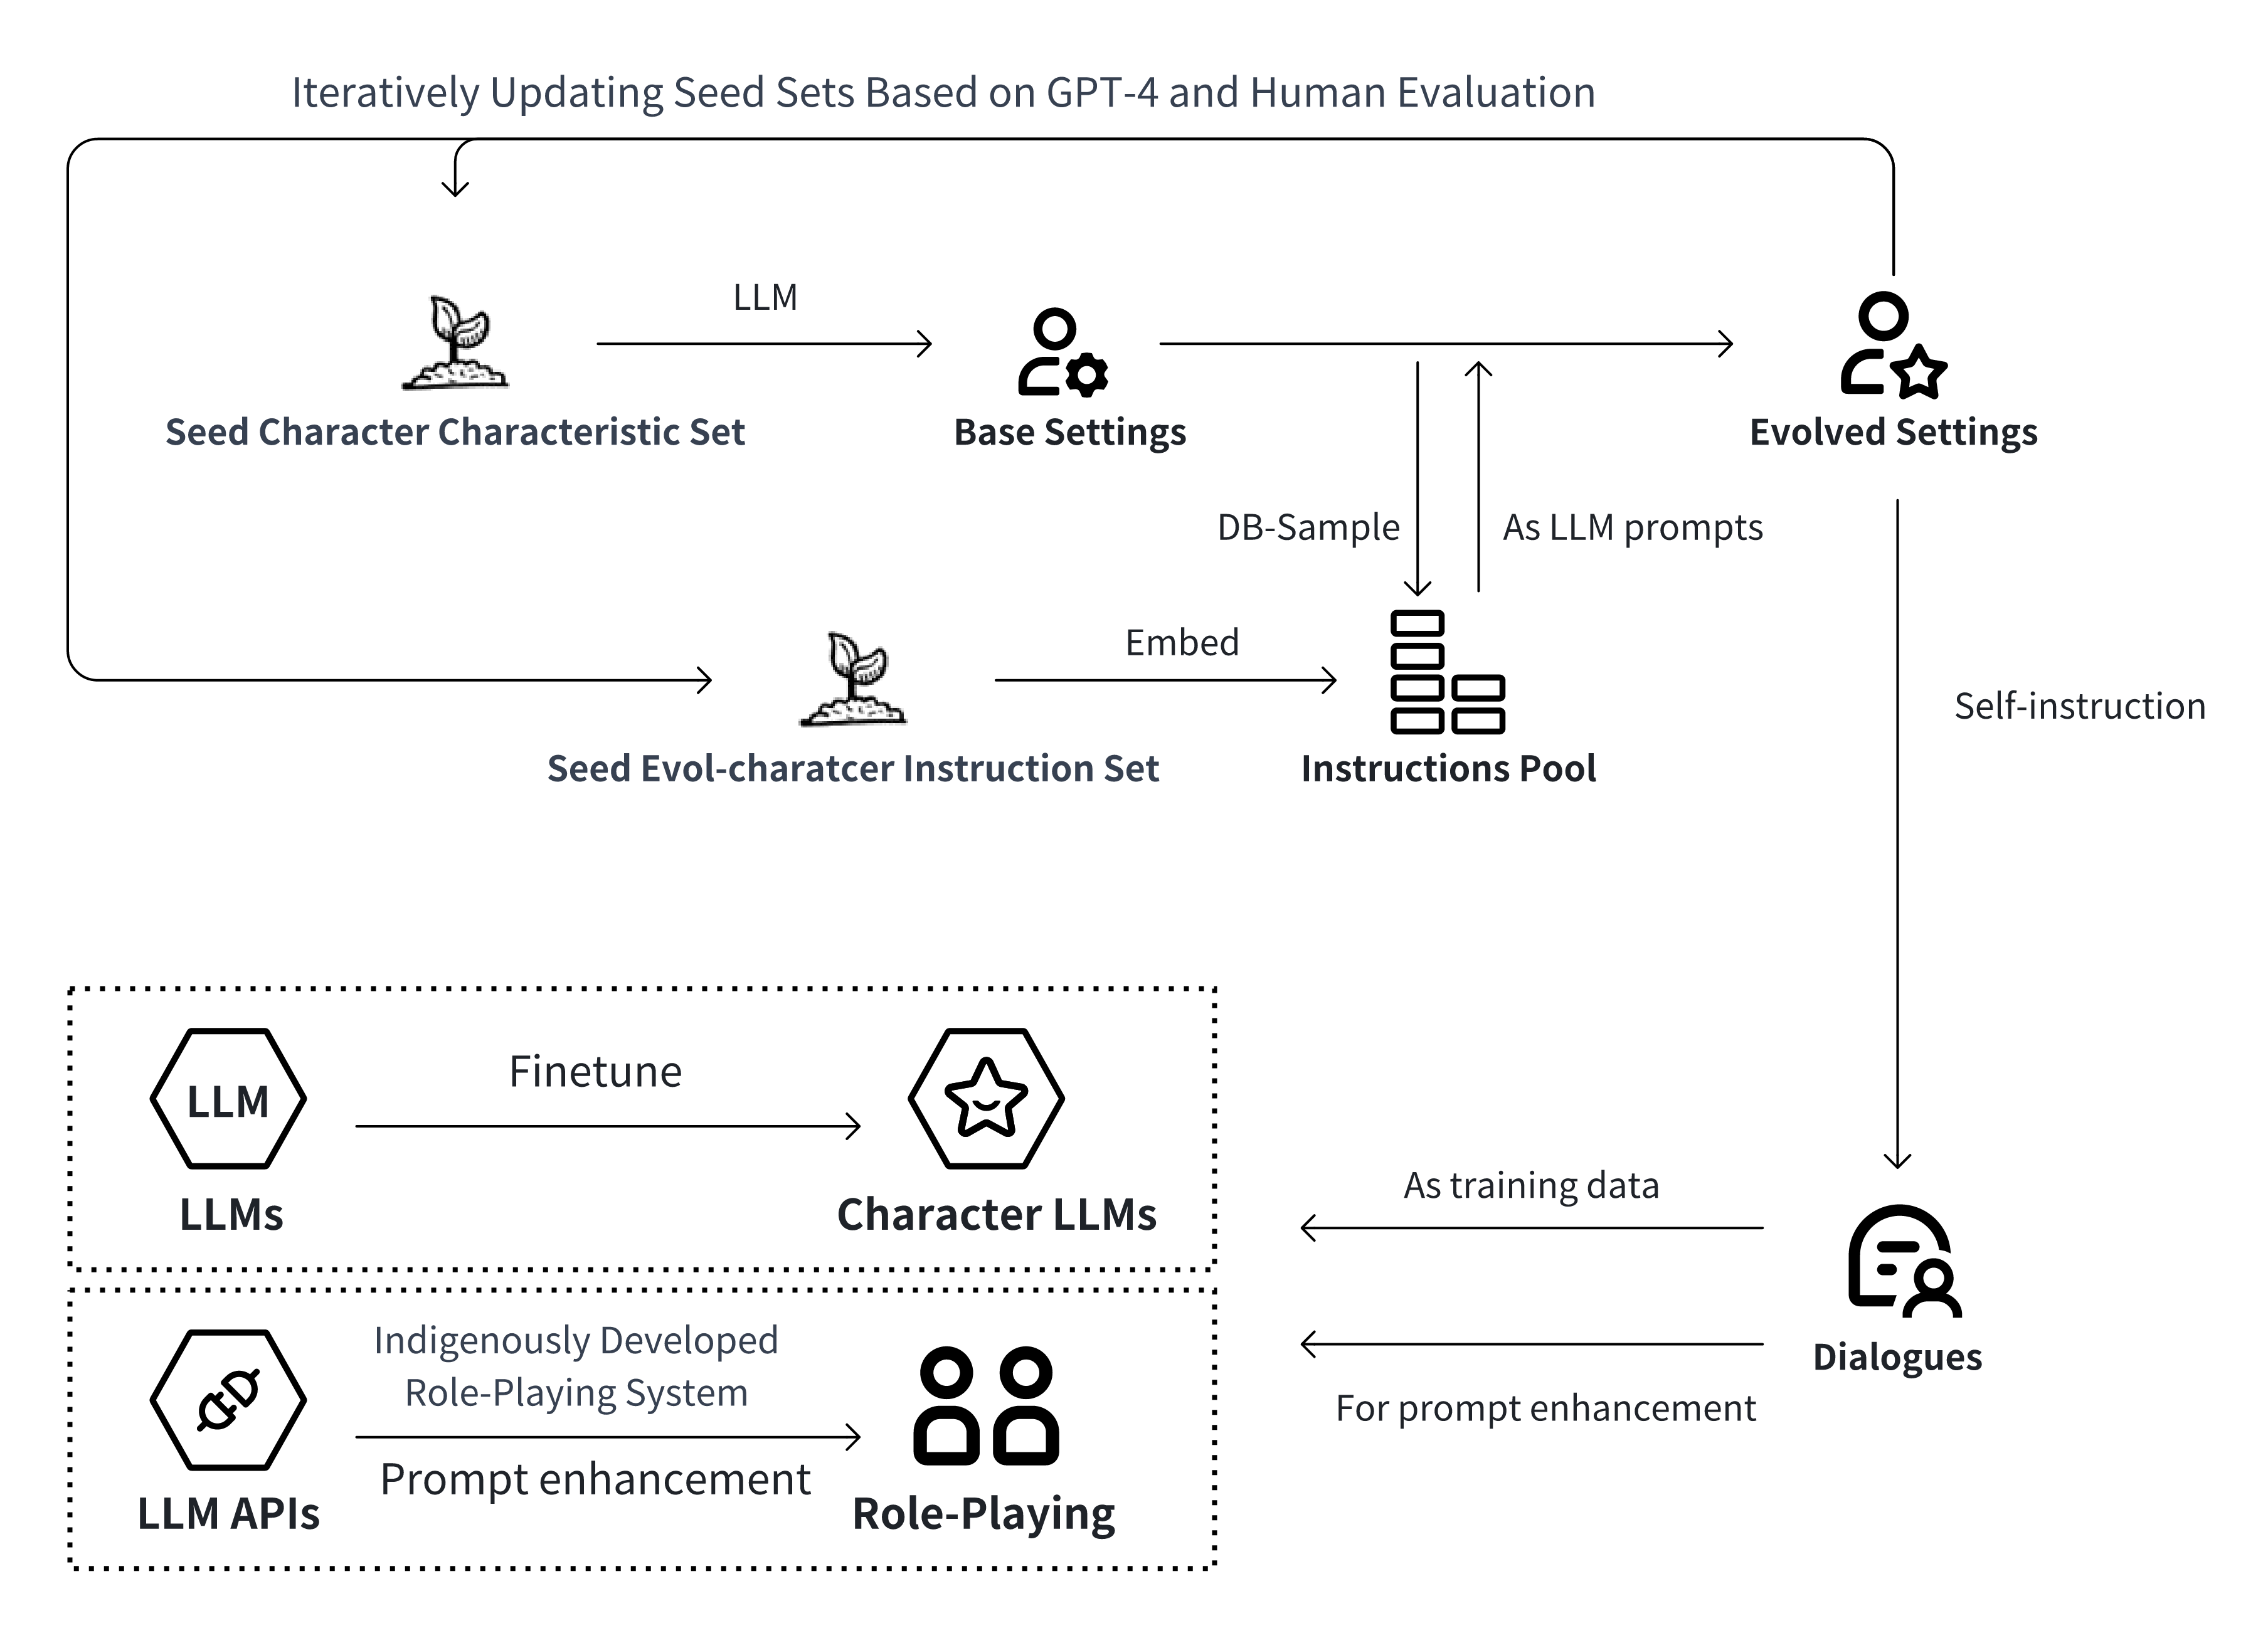 Iteratively Updating Seed Sets Based on GPT-4 and Human Evaluation
LLM
Seed Character Characteristic Set
Base Settings
Evolved Settings
DB-Sample
As LLM prompts
Embed
Self-instruction
Seed Evol-charatcer Instruction Set
Instructions Pool
LLM
Finetune
LLMs
Character LLMs
As training data
Indigenously Developed
Role-Playing System
Prompt enhancement
LLM APIs
Role-Playing
Dialogues
For prompt enhancement